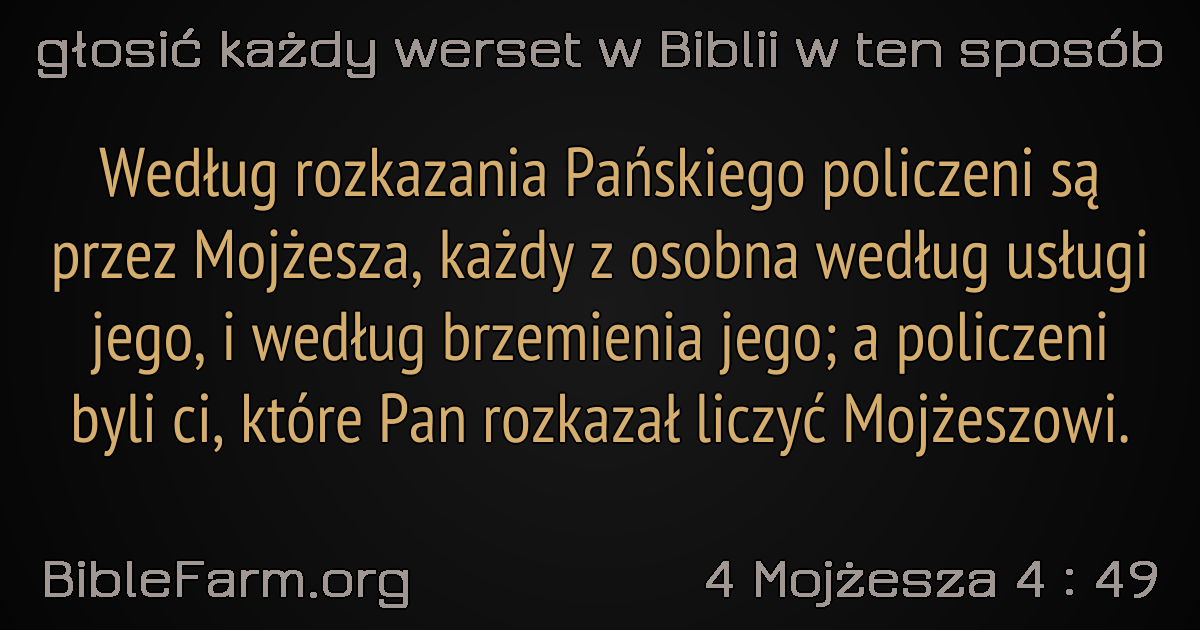 głosić każdy werset w Biblii w ten sposób
Według rozkazania Pańskiego policzeni są
przez Mojżesza, każdy z osobna według usługi
jego, i według brzemienia jego; a policzeni
byli ci, które Pan rozkazał liczyć Mojżeszowi.
BibleFarm.org
4 Mojżesza 4 : 49